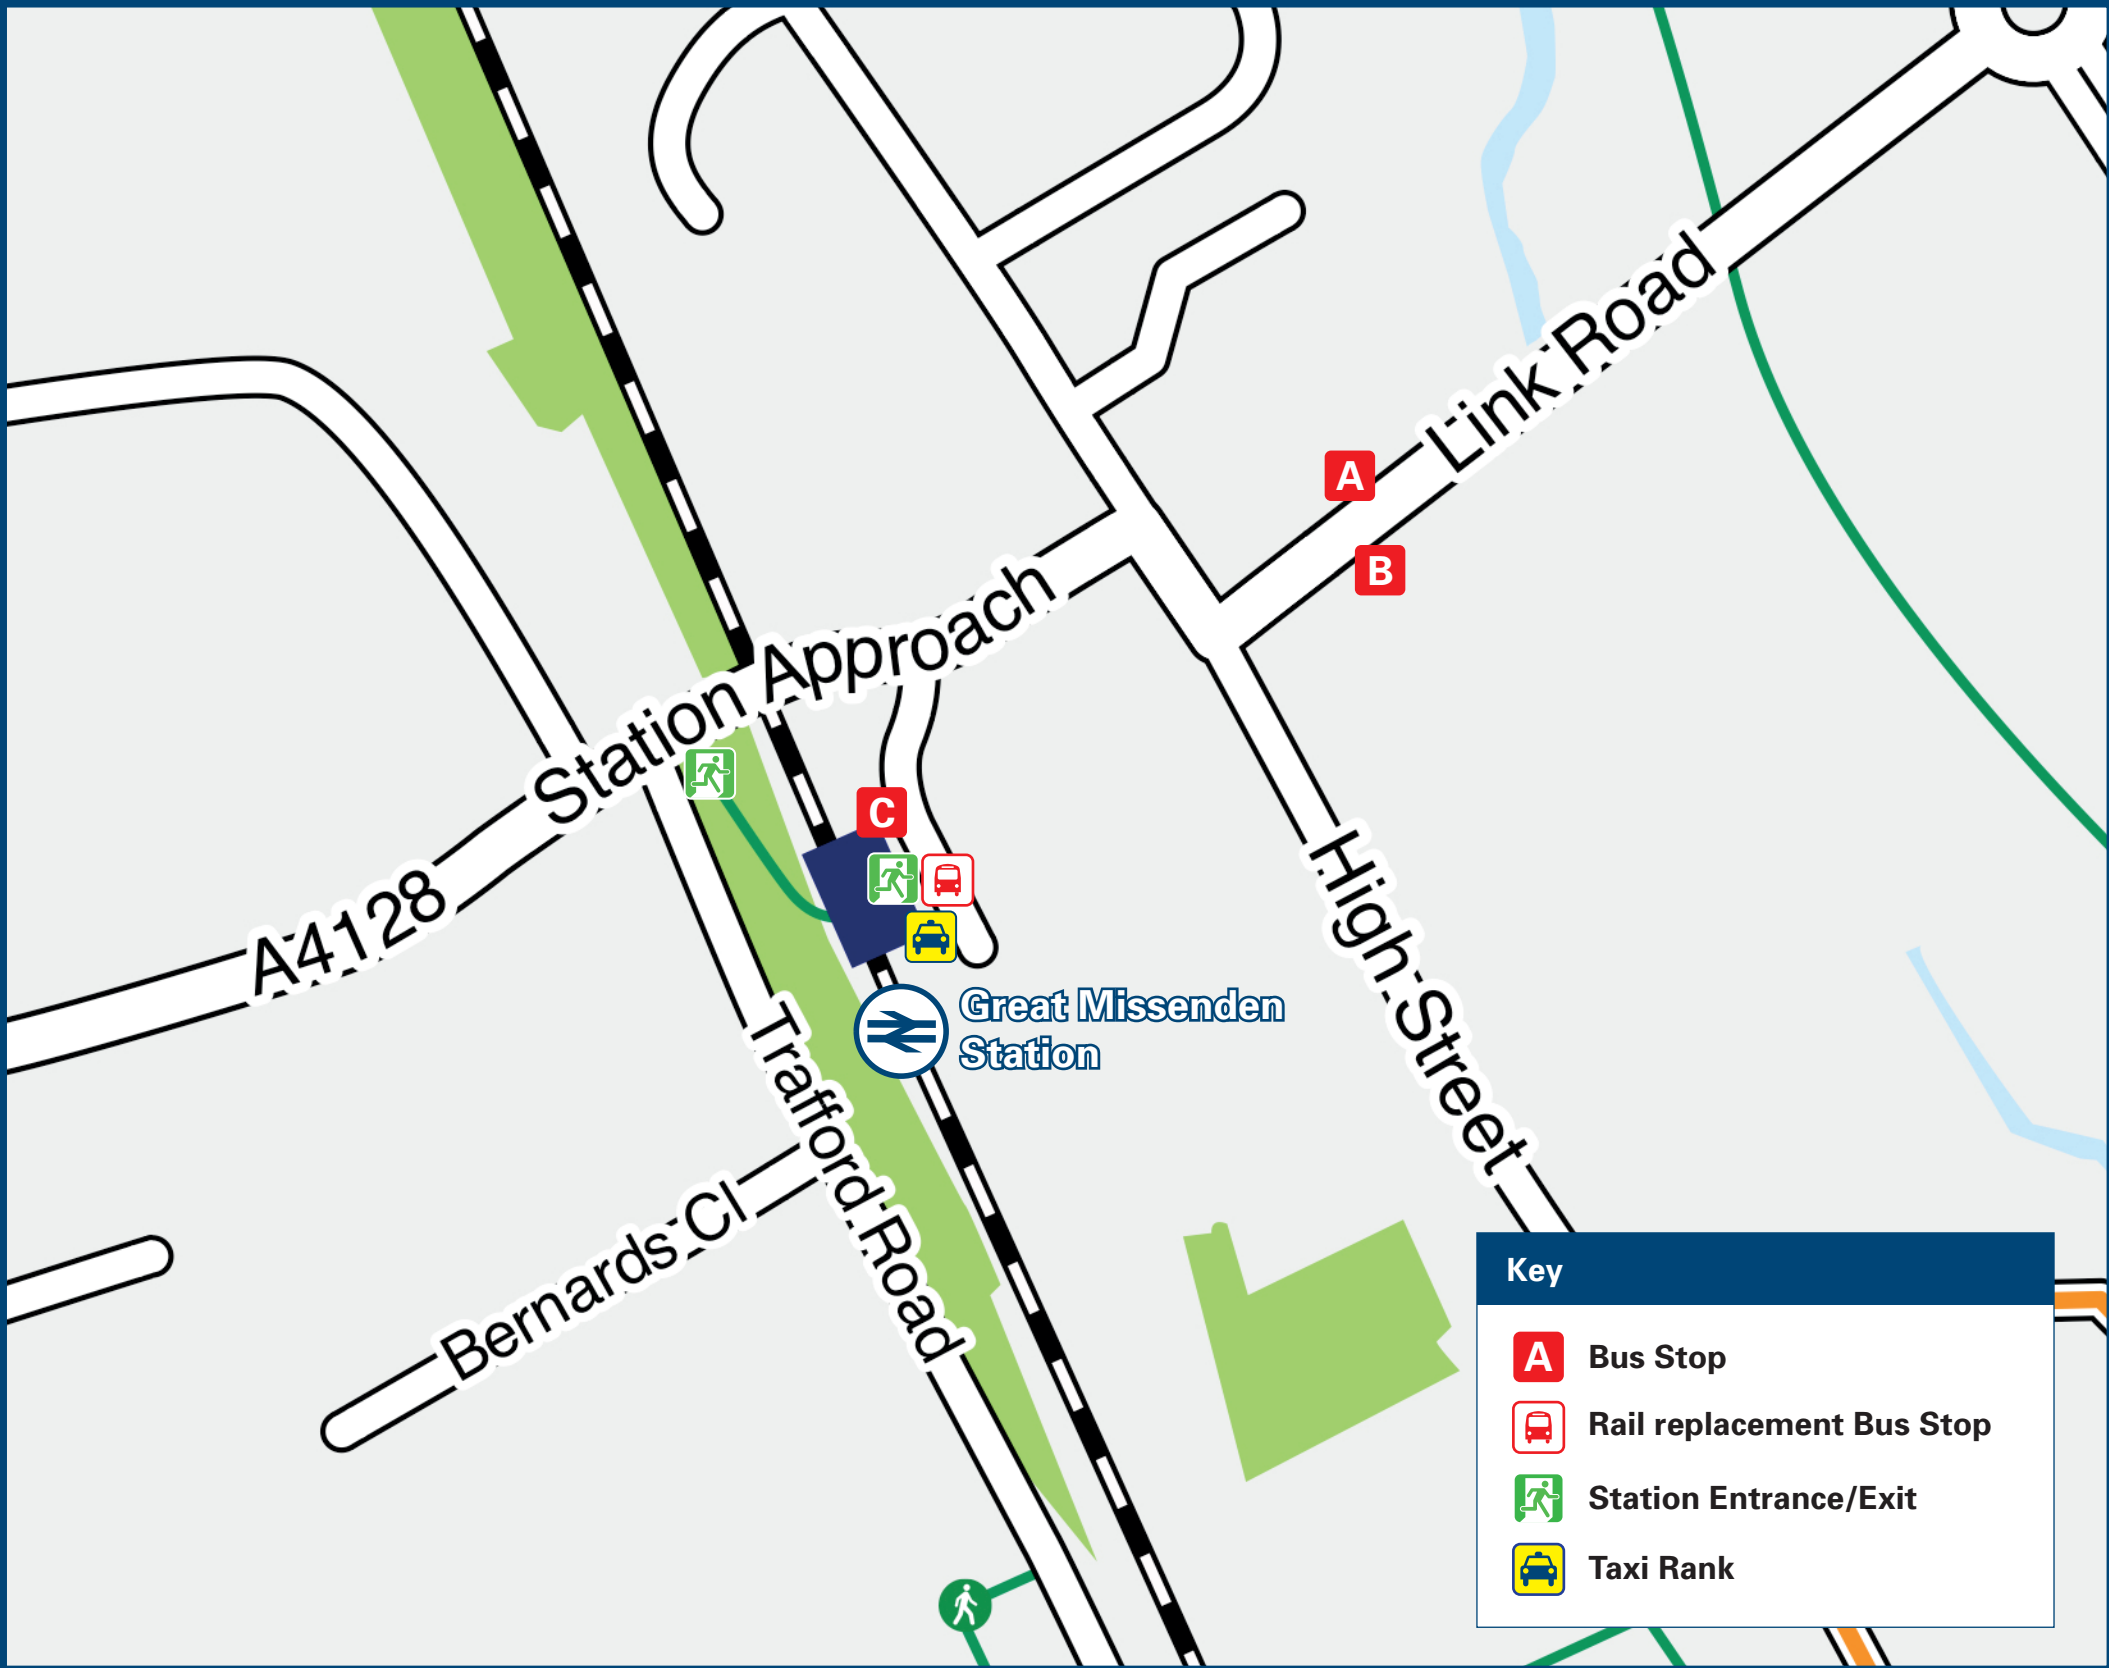 Link Road
A
B
Station Approach
C
A4128
High Street
Great Missenden
Station
Trafford Road
Bernards Cl
Key
A Bus Stop
Rail replacement Bus Stop
Station Entrance/Exit
Taxi Rank